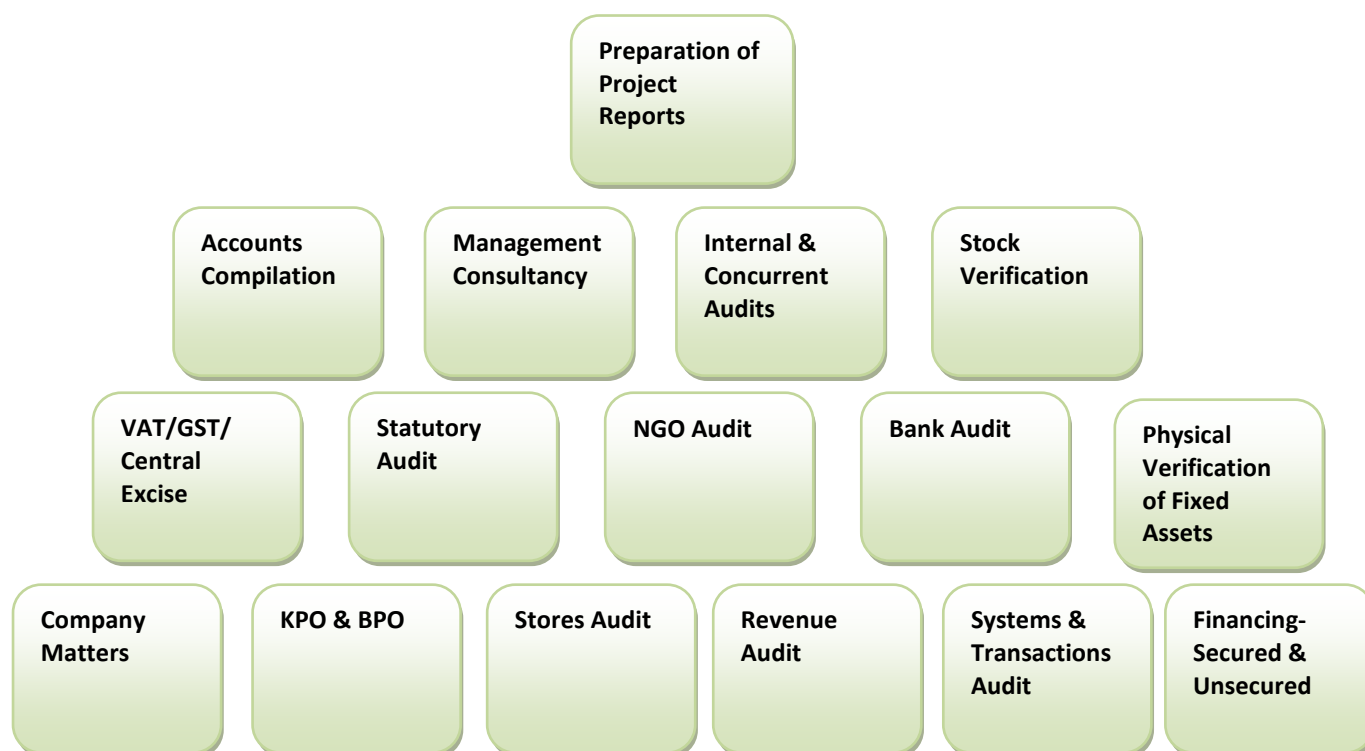 Preparation of
Project
Reports
Accounts
Compilation
Management
Consultancy
Internal &
Concurrent
Audits
Stock
Verification
VAT/GST/
Central
Excise
Statutory
Audit
NGO Audit
Bank Audit
Physical
Verification
of Fixed
Assets
Company
Matters
KPO & BPO
Stores Audit
Revenue
Audit
Systems &
Transactions
Audit
Financing-
Secured &
Unsecured